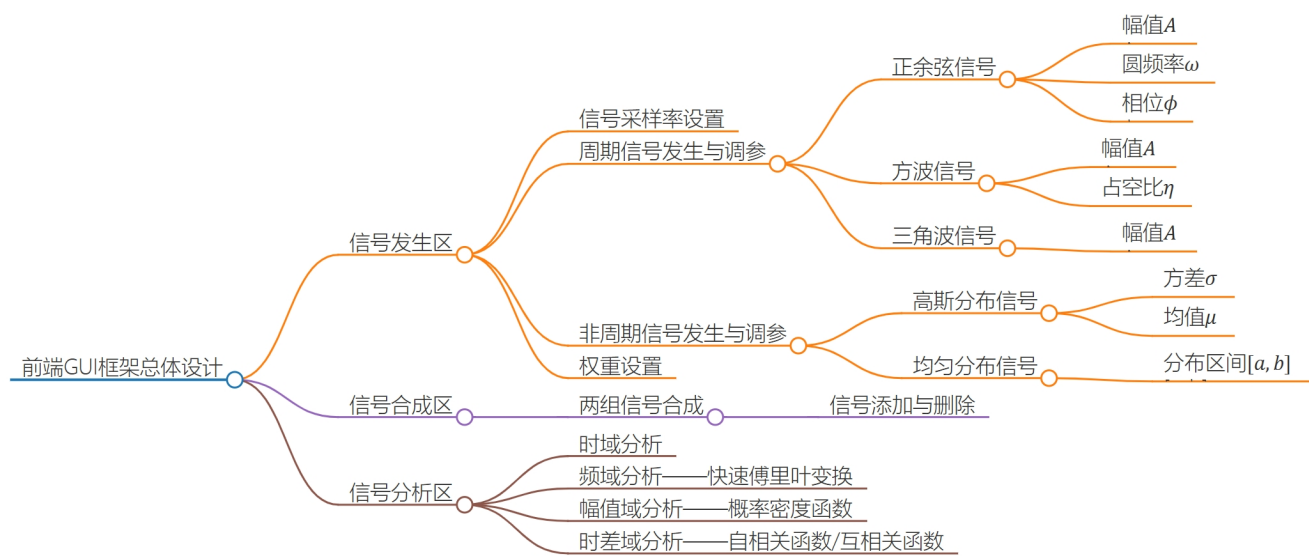 前端GUI框架总体设计
信号发生区
信号采样率设置
周期信号发生与调参
正余弦信号
幅值A
圆频率ω
相位ϕ
方波信号
幅值A
占空比η
三角波信号
幅值A
非周期信号发生与调参
高斯分布信号
方差σ
均值μ
均匀分布信号
分布区间[a, b]
权重设置
信号合成区
两组信号合成
信号添加与删除
信号分析区
时域分析
频域分析——快速傅里叶变换
幅值域分析——概率密度函数
时差域分析——自相关函数/互相关函数